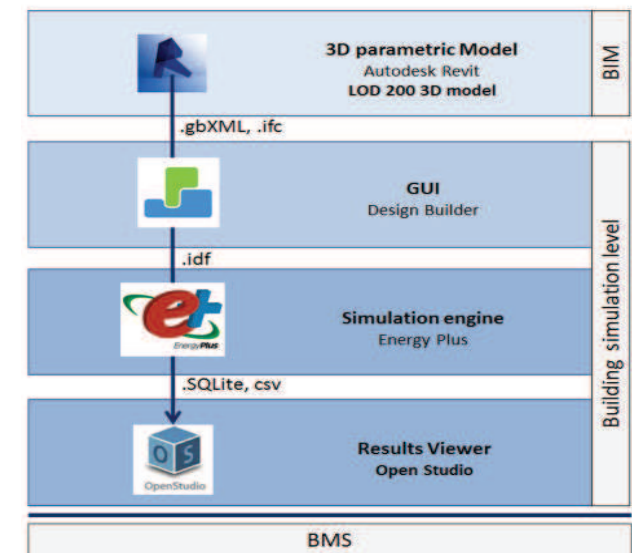 3D parametric Model
Autodesk Revit
LOD 200 3D model
BIM
.gbXML, .ifc
GUI
Design Builder
.idf
EnergyPlus
Simulation engine
Energy Plus
Building simulation level
.SQLite, csv
OS
OpenStudio
Results Viewer
Open Studio
BMS